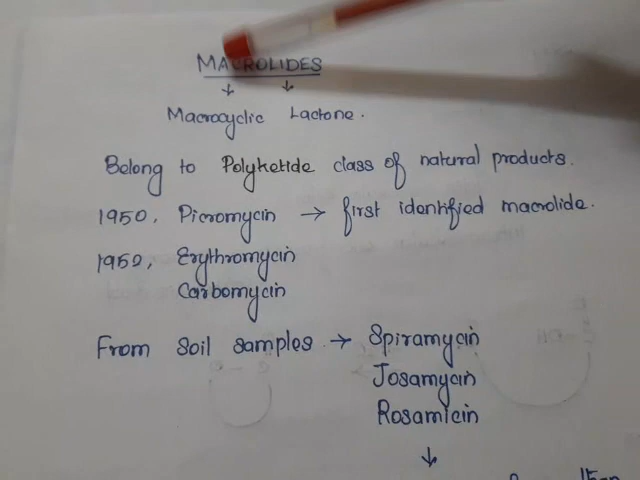 MACROLIDES
↓ ↓
Macrocyclic Lactone.
Belong to Polyketide class of natural products.
1950, Picromycin → first identified macrolide.
1952, Erythromycin
Carbomycin
From Soil samples → Spiramycin
Josamycin
Rosamicin
↓